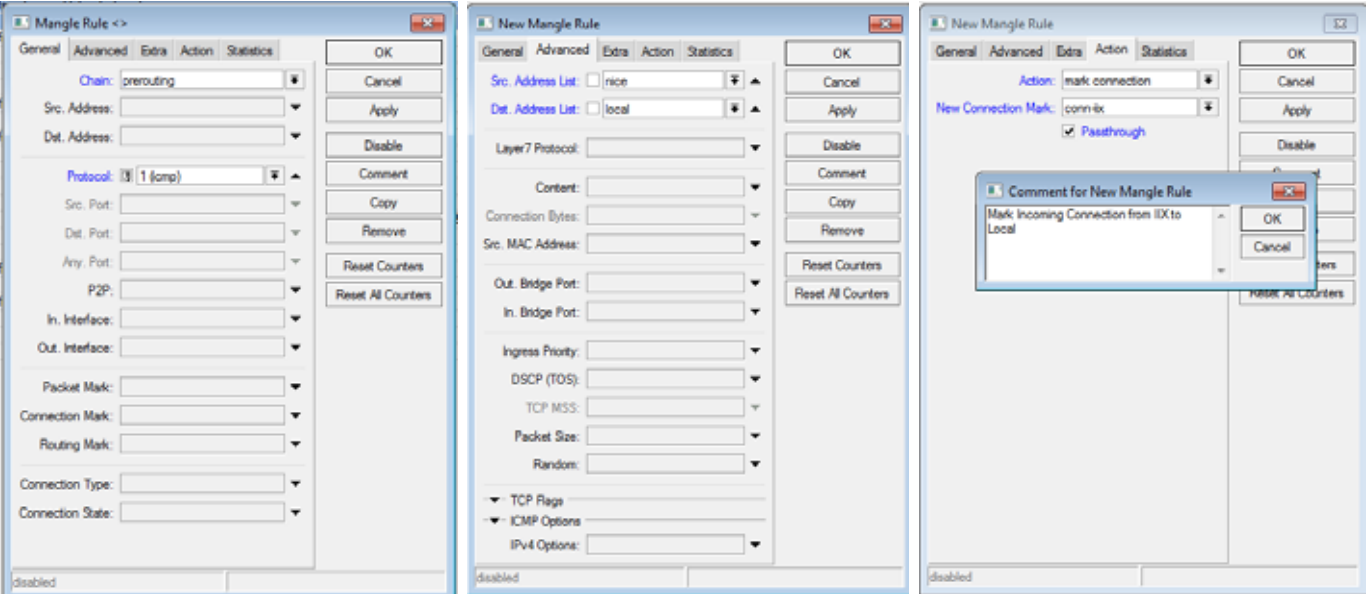 Mangle Rule <>
General Advanced Extra Action Statistics
Chain: prerouting
Src. Address:
Dst. Address:
Protocol: 1 (icmp)
Src. Port:
Dst. Port:
Any. Port:
P2P:
In. Interface:
Out. Interface:
Packet Mark:
Connection Mark:
Routing Mark:
Connection Type:
Connection State:
OK
Cancel
Apply
Disable
Comment
Copy
Remove
Reset Counters
Reset All Counters
disabled
New Mangle Rule
General Advanced Extra Action Statistics
Src. Address List: nice
Dst. Address List: local
Layer7 Protocol:
Content:
Connection Bytes:
Src. MAC Address:
Out. Bridge Port:
In. Bridge Port:
Ingress Priority:
DSCP (TOS):
TCP MSS:
Packet Size:
Random:
TCP Flags
ICMP Options
IPv4 Options:
OK
Cancel
Apply
Disable
Comment
Copy
Remove
Reset Counters
Reset All Counters
disabled
New Mangle Rule
General Advanced Extra Action Statistics
Action: mark connection
New Connection Mark: conn-iix
Passthrough
OK
Cancel
Apply
Disable
Comment for New Mangle Rule
Mark Incoming Connection from IIX to
Local
OK
Cancel
Reset All Counters
disabled